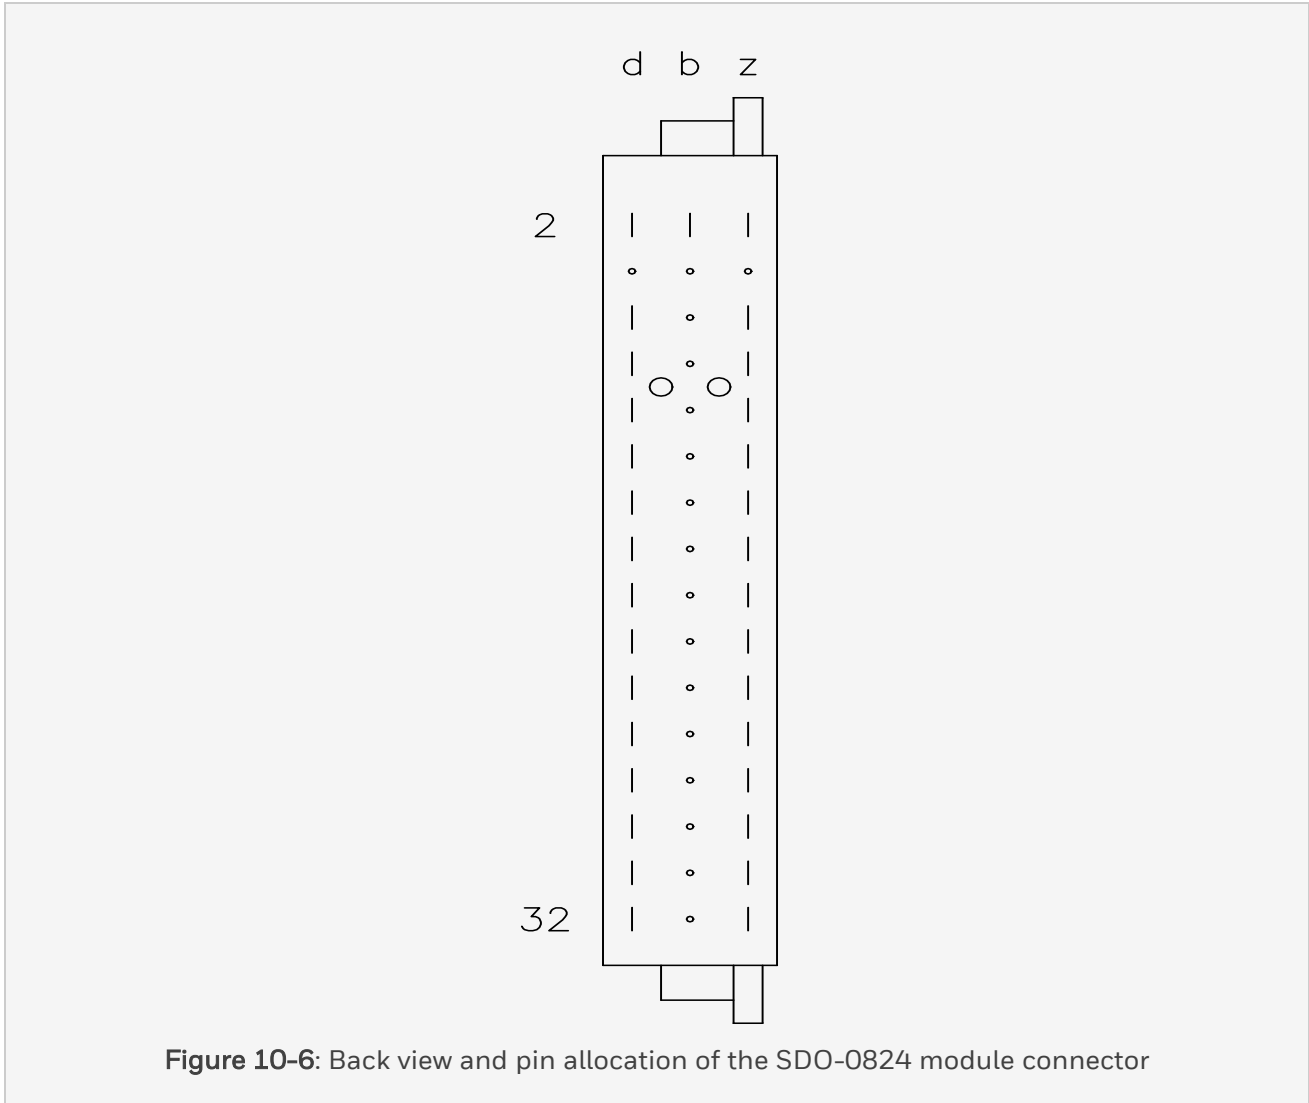 d b z
2
32
Figure 10-6: Back view and pin allocation of the SDO-0824 module connector